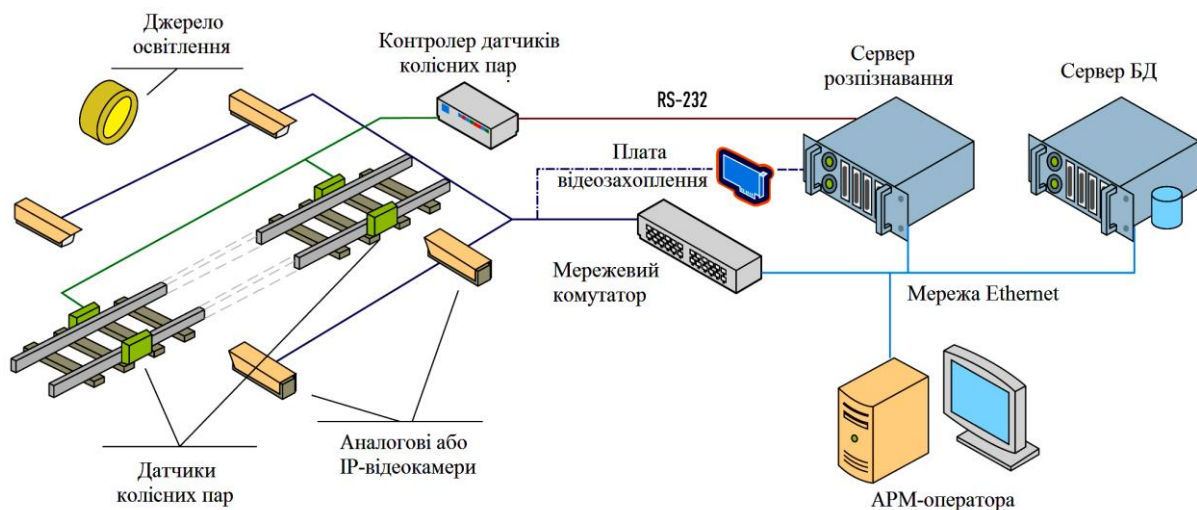 Джерело
освітлення
Контролер датчиків
колісних пар
RS-232
Сервер
розпізнавання
Сервер БД
Плата
відеозахоплення
Мережевий
комутатор
Мережа Ethernet
Датчики
колісних пар
Аналогові або
IP-відеокамери
АРМ-оператора